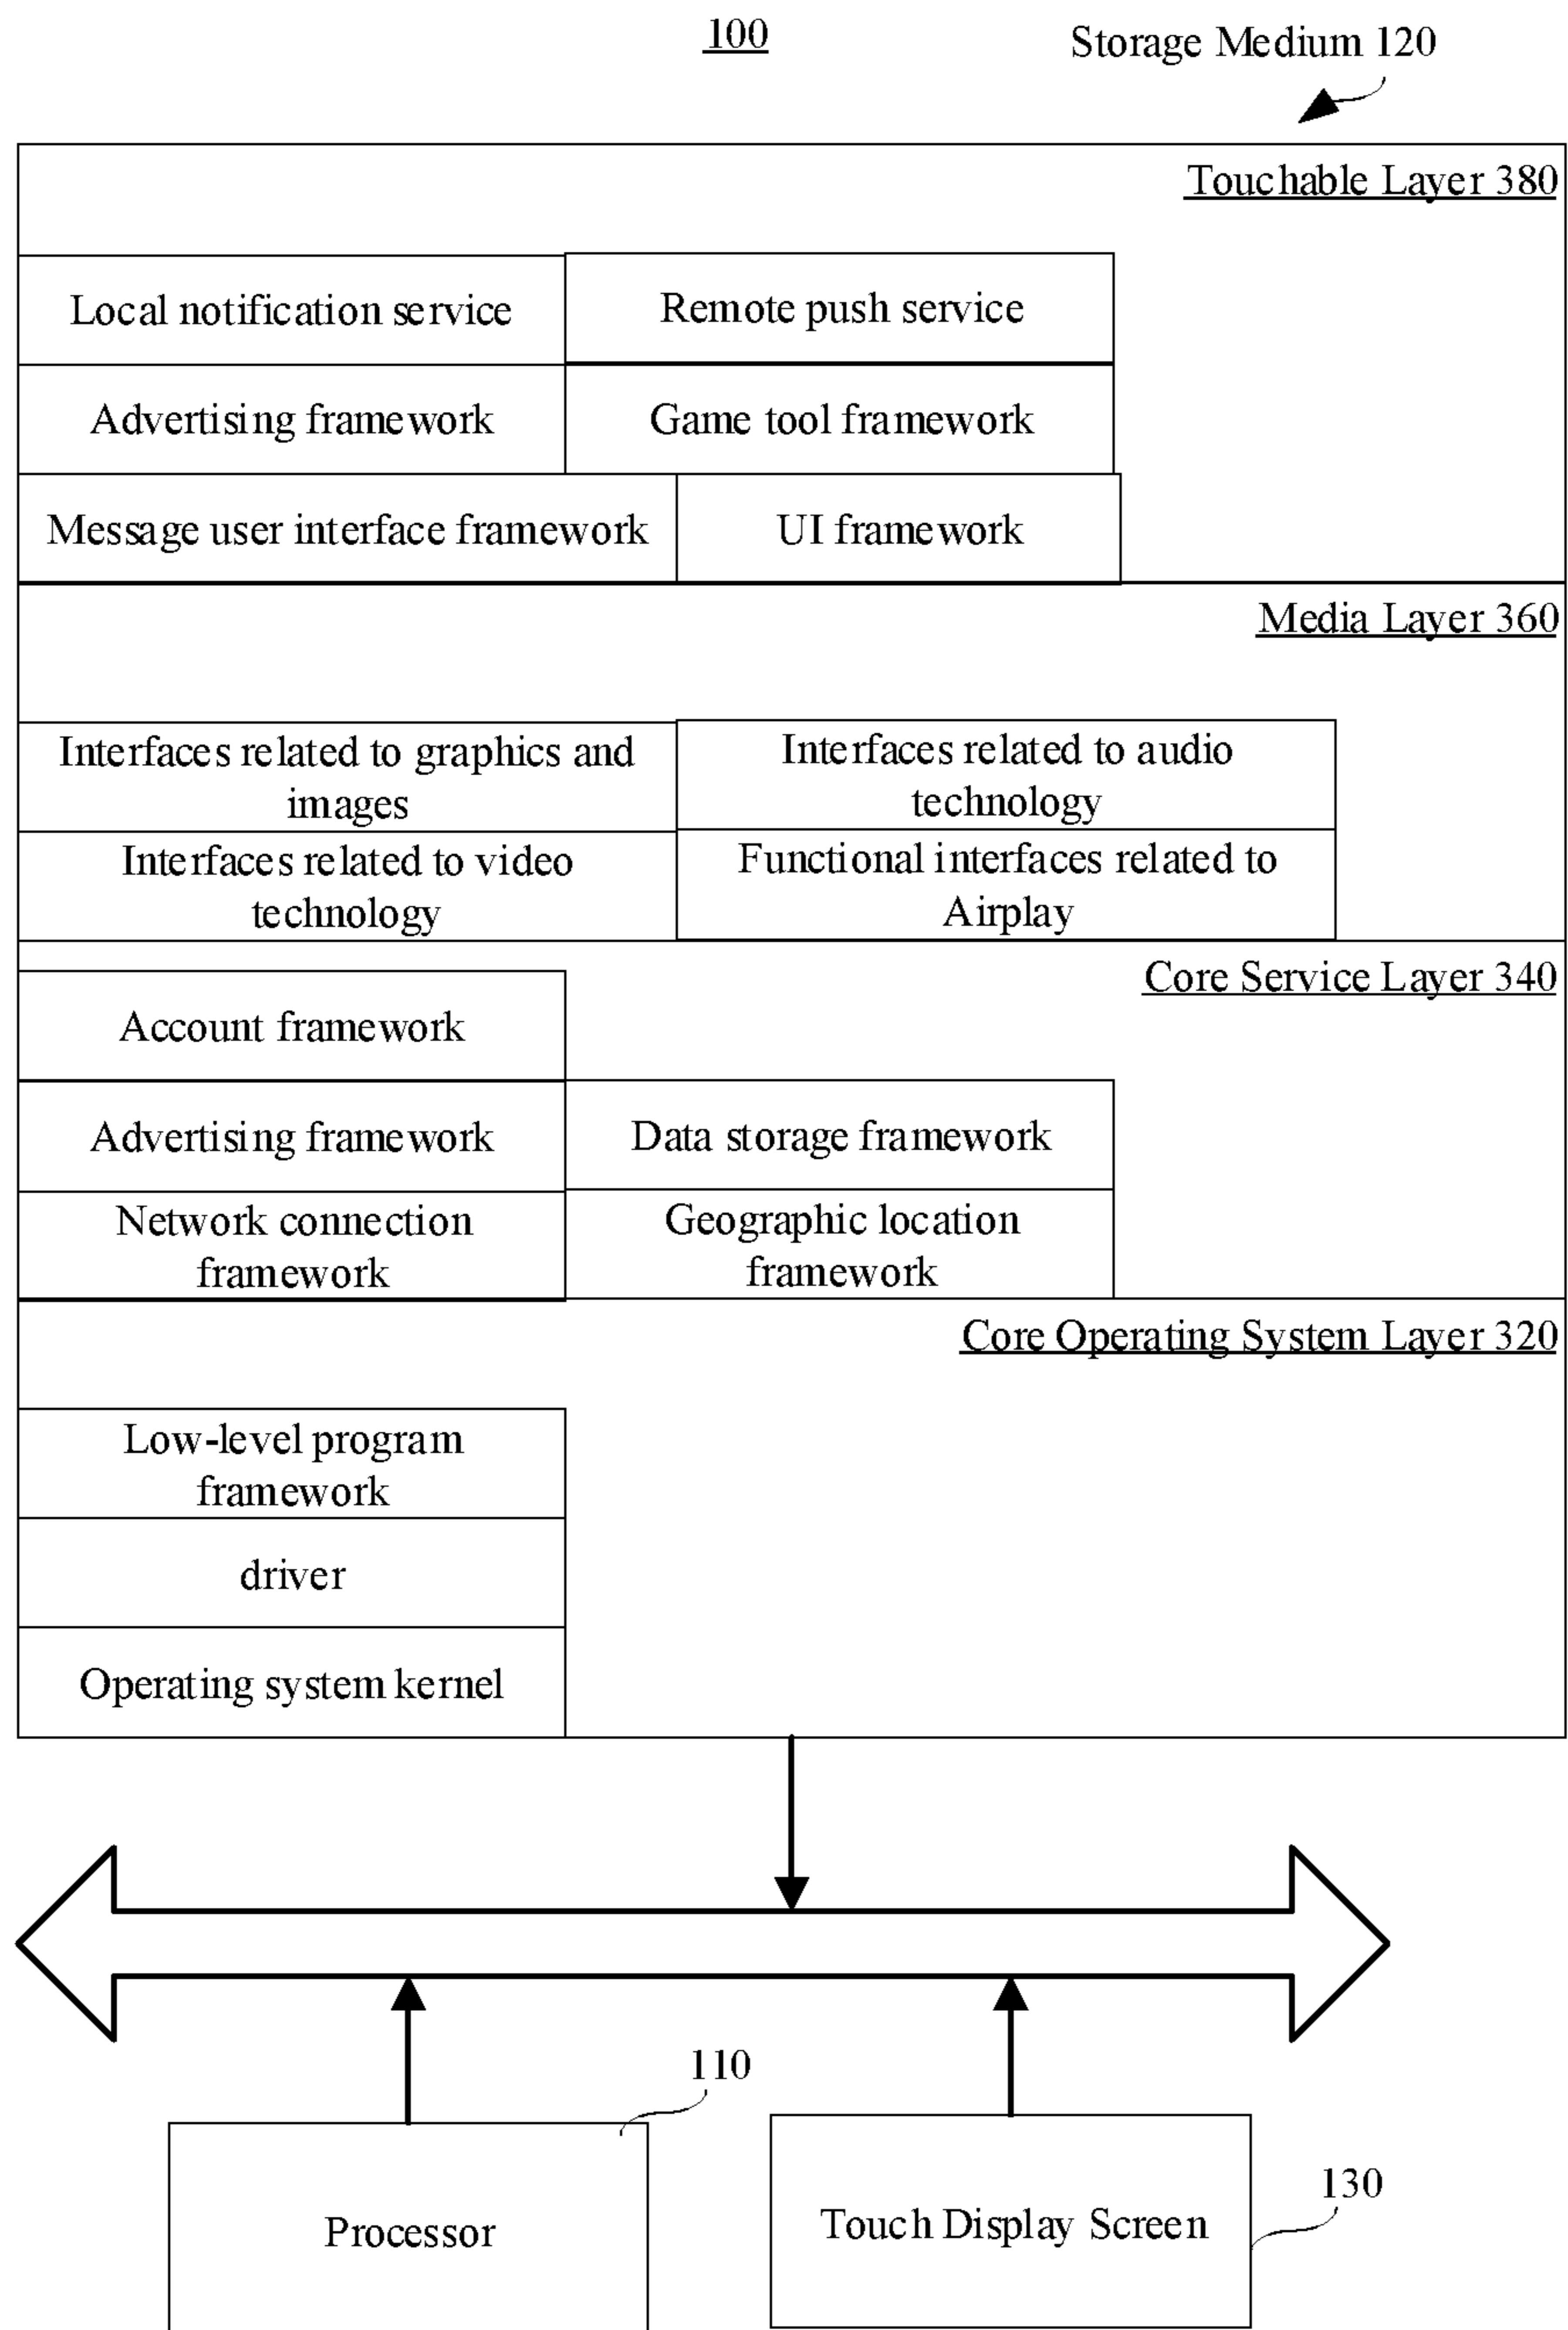 100
Storage Medium 120
Touchable Layer 380
Local notification service
Remote push service
Advertising framework
Game tool framework
Message user interface framework
UI framework
Media Layer 360
Interfaces related to graphics and
images
Interfaces related to audio
technology
Interfaces related to video
technology
Functional interfaces related to
Airplay
Core Service Layer 340
Account framework
Advertising framework
Data storage framework
Network connection
framework
Geographic location
framework
Core Operating System Layer 320
Low-level program
framework
driver
Operating system kernel
110
Processor
Touch Display Screen
130